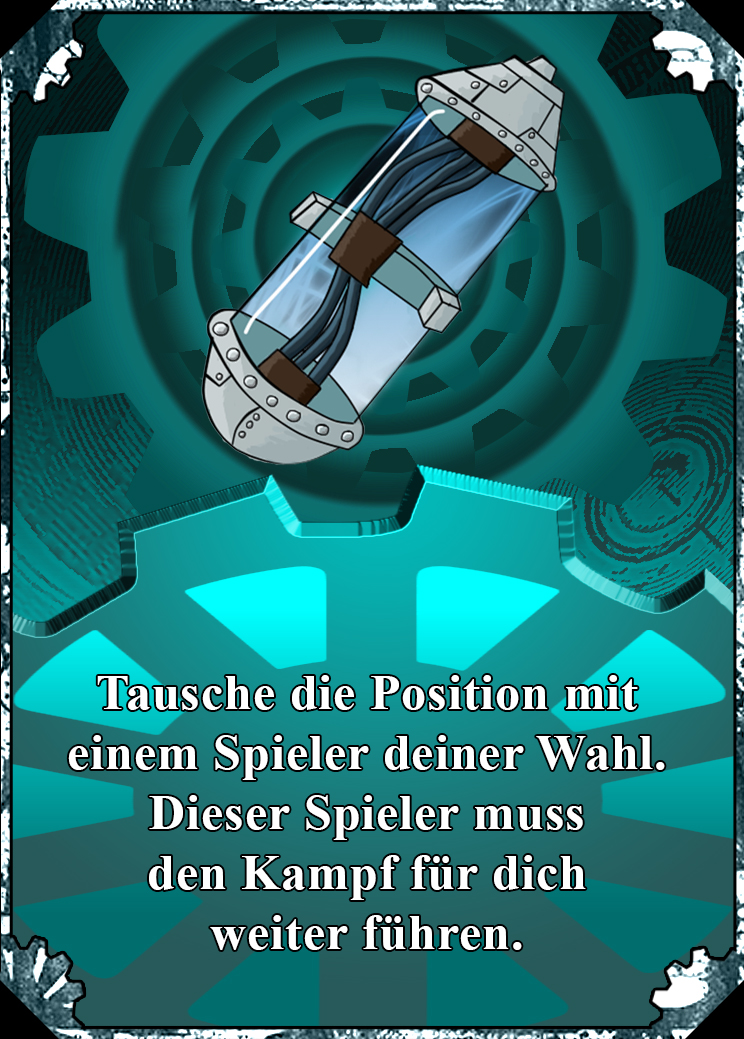 Tausche die Position mit
einem Spieler deiner Wahl.
Dieser Spieler muss
den Kampf für dich
weiter führen.